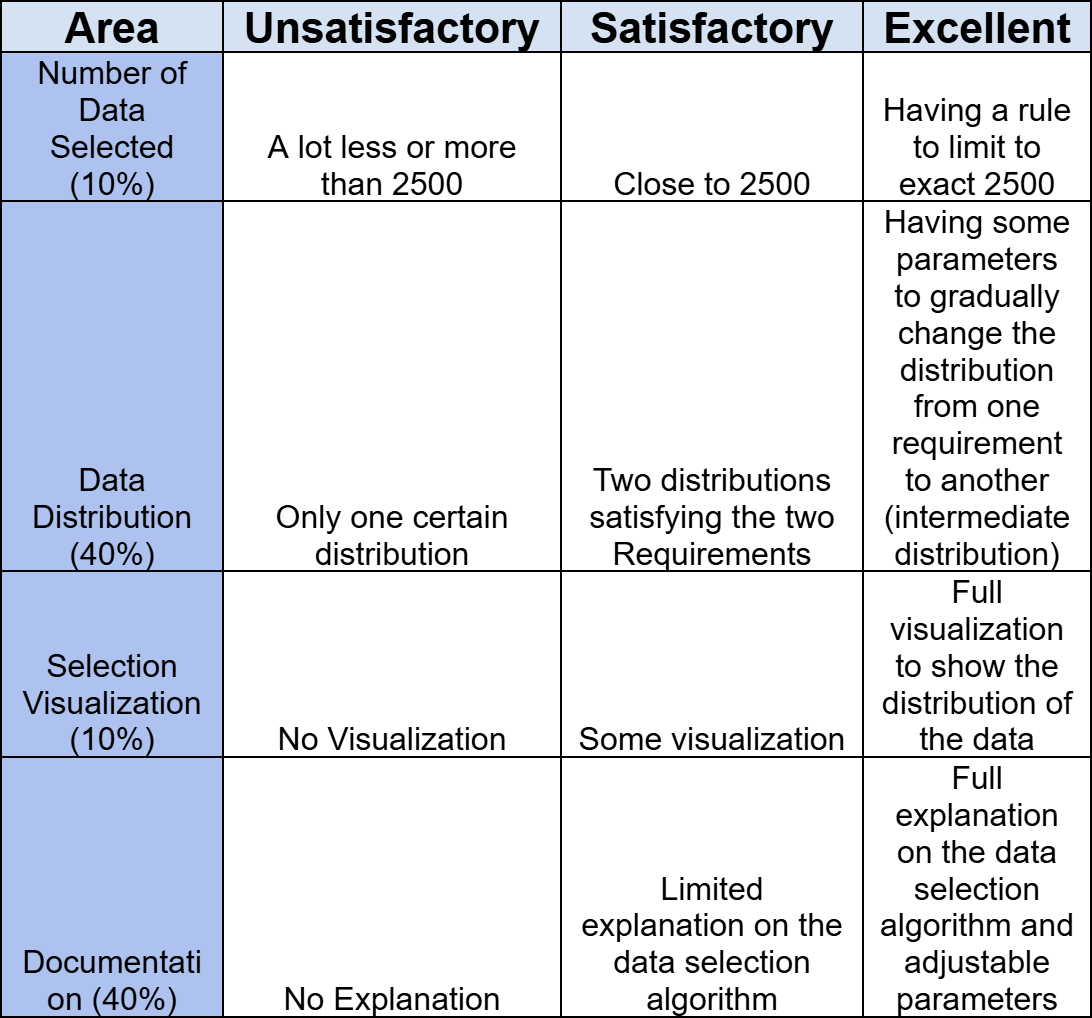 Area Unsatisfactory Satisfactory Excellent
Number of
Data
Selected
(10%)
A lot less or more
than 2500
Close to 2500
Having a rule
to limit to
exact 2500
Data
Distribution
(40%)
Only one certain
distribution
Two distributions
satisfying the two
Requirements
Having some
parameters
to gradually
change the
distribution
from one
requirement
to another
(intermediate
distribution)
Selection
Visualization
(10%)
No Visualization
Some visualization
Full
visualization
to show the
distribution of
the data
Documentati
on (40%)
No Explanation
Limited
explanation on the
data selection
algorithm
Full
explanation
on the data
selection
algorithm and
adjustable
parameters